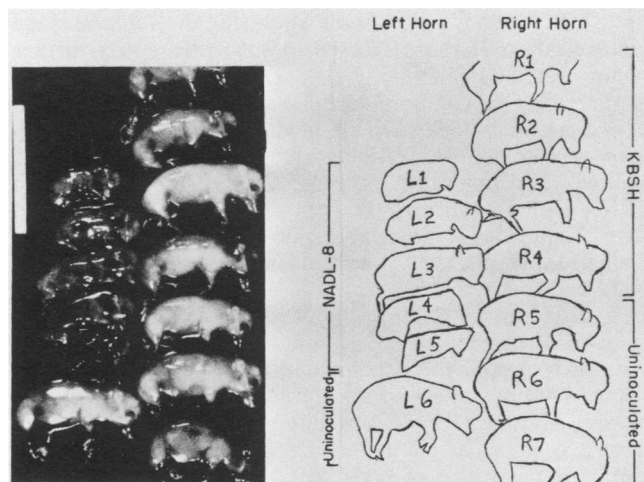 Left Horn Right Horn
R1
R2
L1 R3
L2
L3 R4
L4 R5
L5
L6 R6
R7
NADL-8
Uninoculated
KBSH
Uninoculated